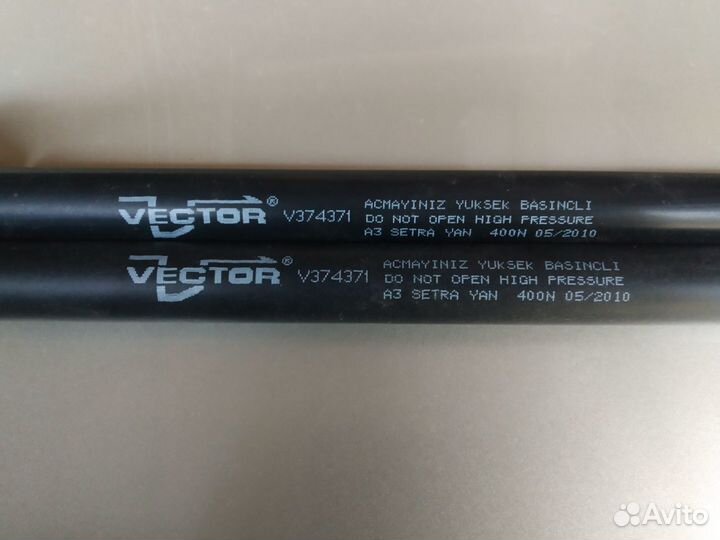 VECTOR® V374371 ACMAYINIZ YUKSEK BASINCLI
DO NOT OPEN HIGH PRESSURE
A3 SETRA YAN 400N 05/2010
VECTOR® V374371 ACMAYINIZ YUKSEK BASINCLI
DO NOT OPEN HIGH PRESSURE
A3 SETRA YAN 400N 05/2010
Avito